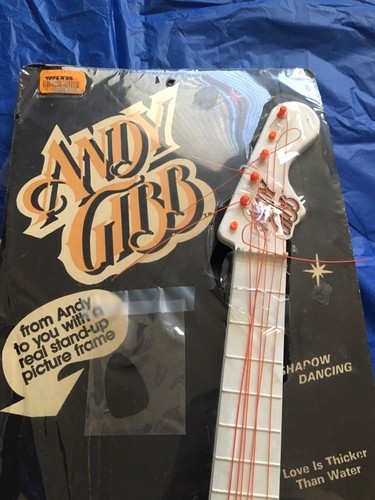 TOYS R US
ANDY
GIBB
from Andy
to you with a
real stand-up
picture frame
SHADOW
DANCING
Love Is Thicker
Than Water